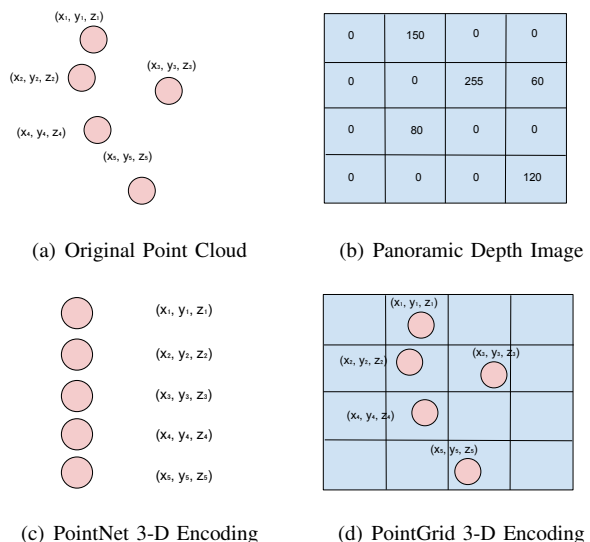 (x₁, y₁, z₁)
(x₂, y₂, z₂)
(x₃, y₃, z₃)
(x₄, y₄, z₄)
(x₅, y₅, z₅)
(a) Original Point Cloud
0 150 0 0
0 0 255 60
0 80 0 0
0 0 0 120
(b) Panoramic Depth Image
(x₁, y₁, z₁)
(x₂, y₂, z₂)
(x₃, y₃, z₃)
(x₄, y₄, z₄)
(x₅, y₅, z₅)
(c) PointNet 3-D Encoding
(x₁, y₁, z₁)
(x₂, y₂, z₂)
(x₃, y₃, z₃)
(x₄, y₄, z₄)
(x₅, y₅, z₅)
(d) PointGrid 3-D Encoding